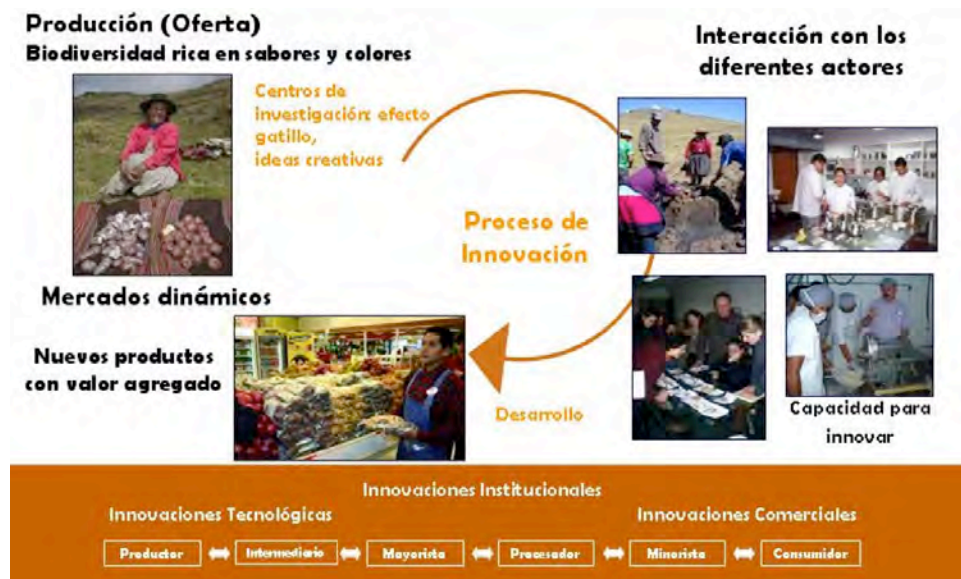 Producción (Oferta)
Biodiversidad rica en sabores y colores
Centros de
investigación: efecto
gatillo,
ideas creativas
Interacción con los
diferentes actores
Proceso de
Innovación
Mercados dinámicos
Nuevos productos
con valor agregado
Desarrollo
Capacidad para
innovar
Innovaciones Institucionales
Innovaciones Tecnológicas
Innovaciones Comerciales
Productor
Intermediario
Mayorista
Procesador
Minorista
Consumidor